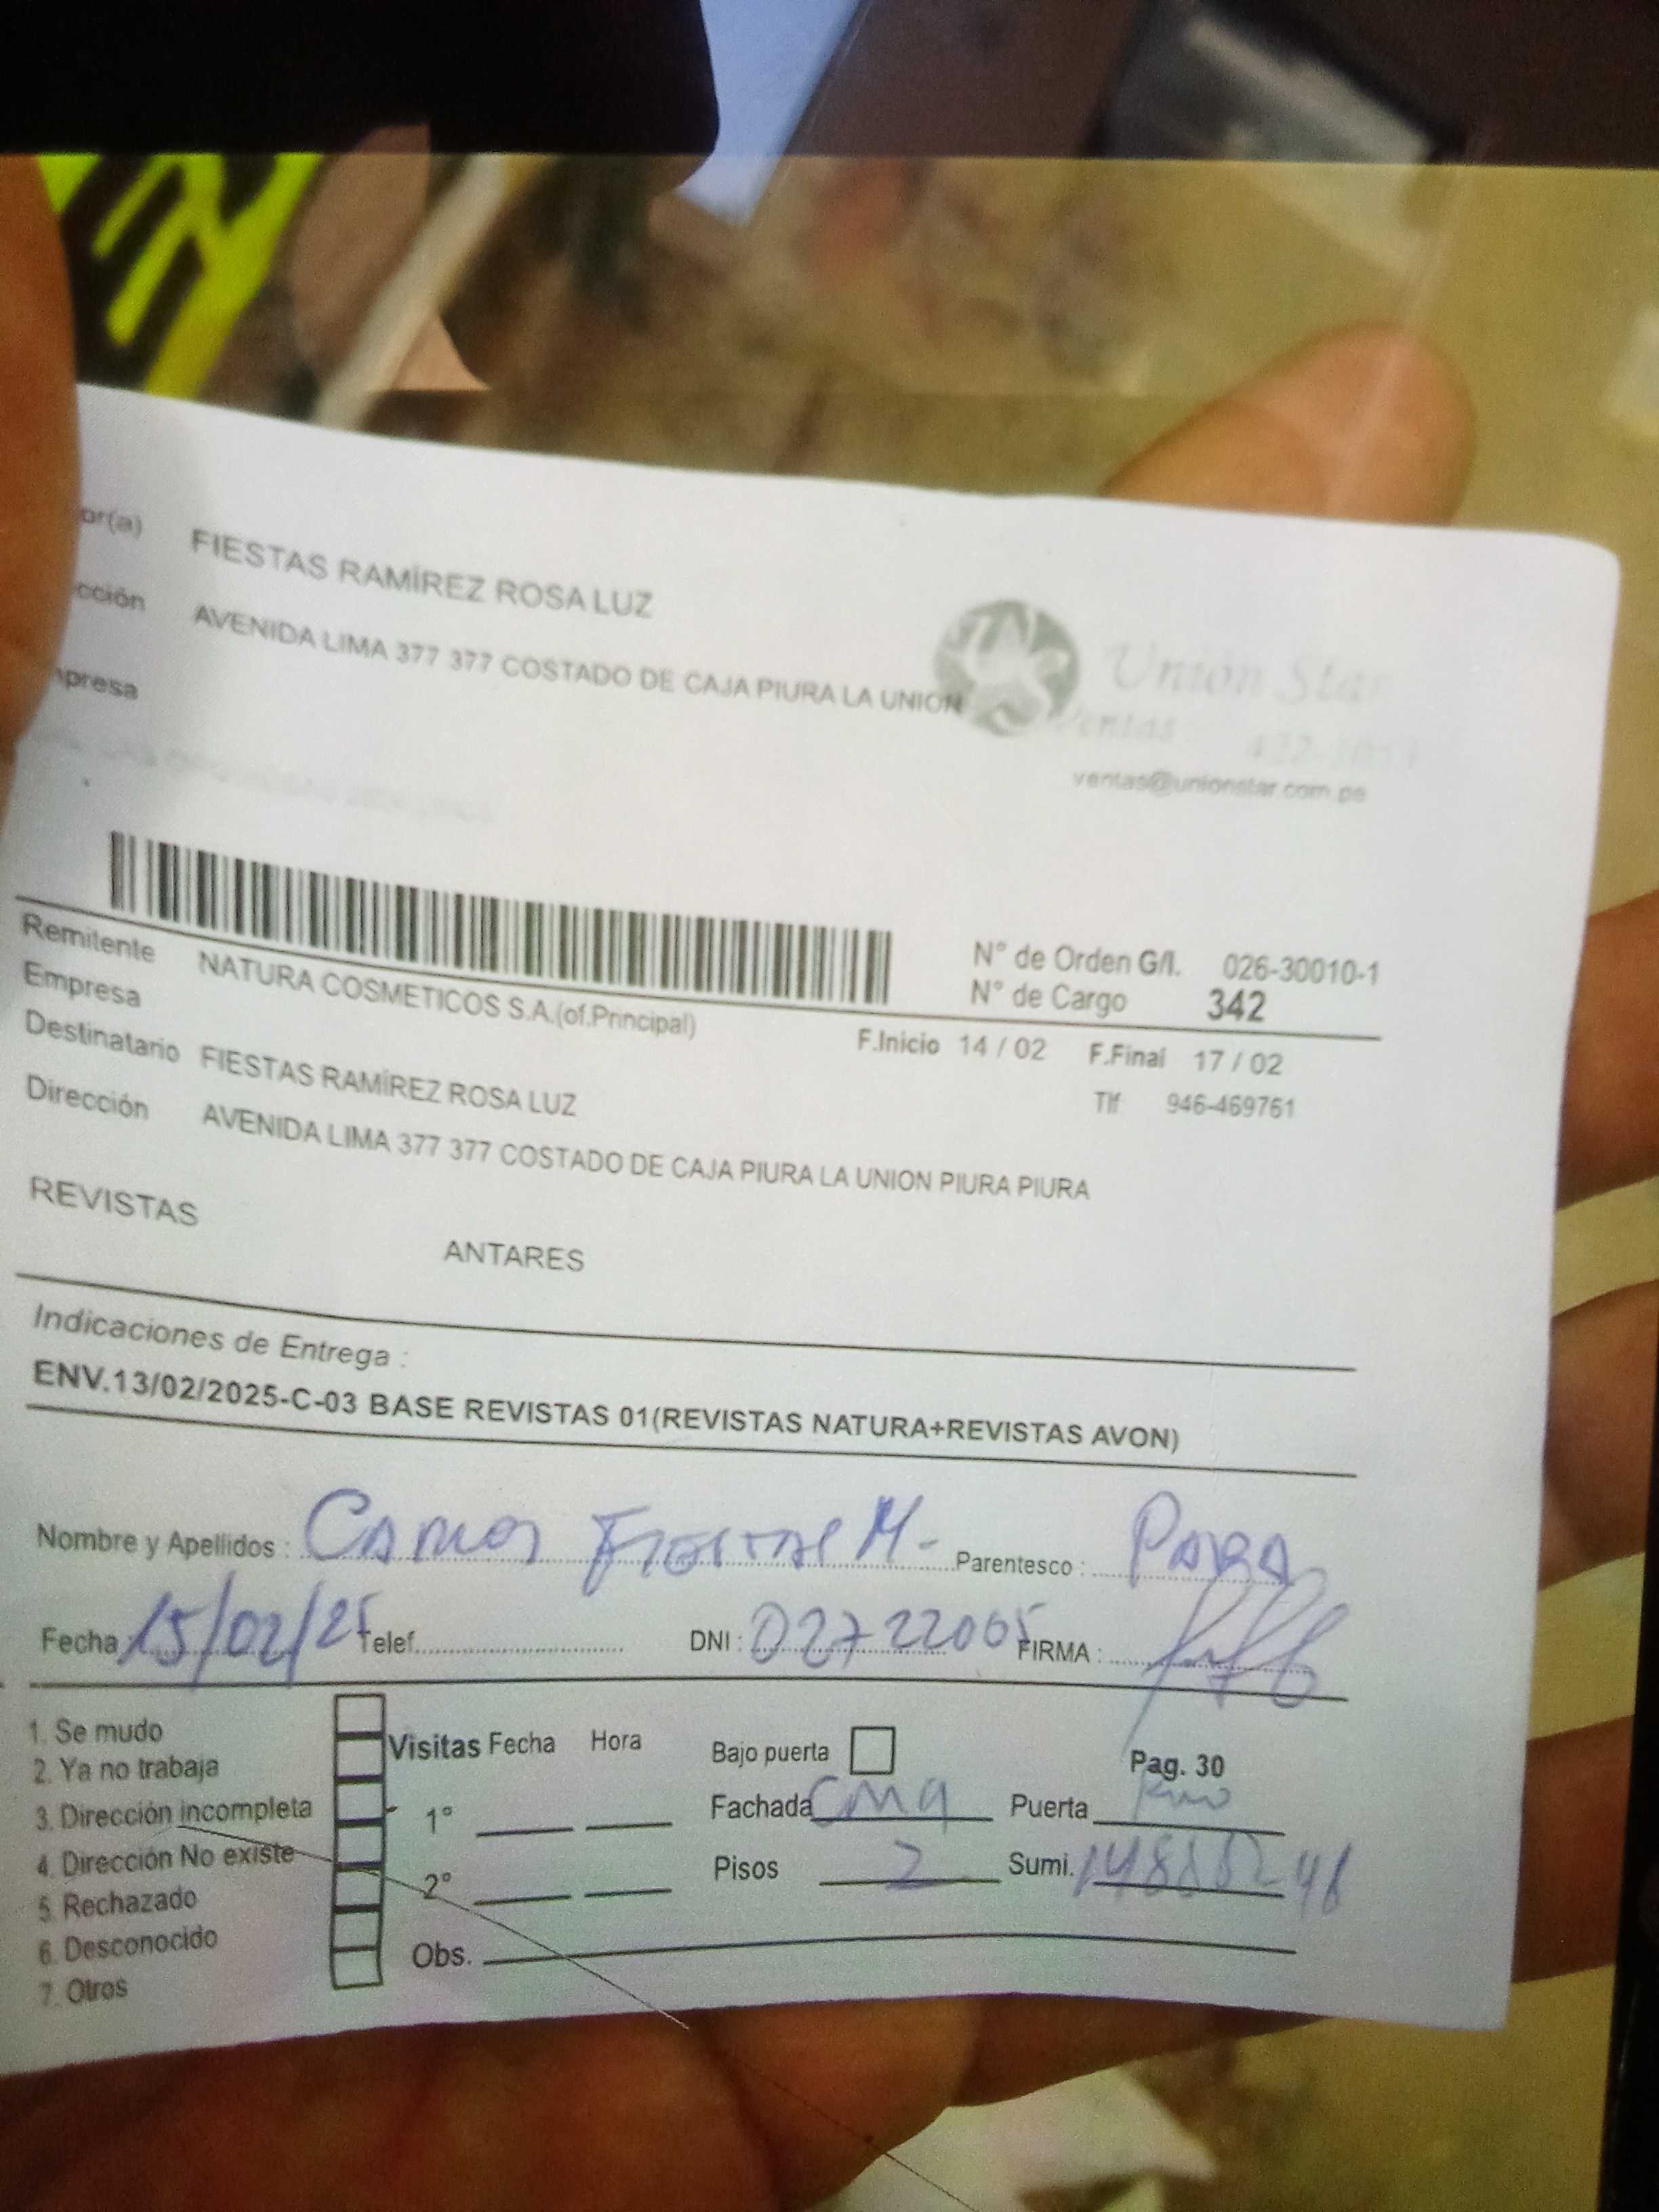 or(a) FIESTAS RAMÍREZ ROSA LUZ
cción AVENIDA LIMA 377 377 COSTADO DE CAJA PIURA LA UNION
presa
Unión Star
Ventas
ventas@unionstar.com.pe
N° de Orden G/I. 026-30010-1
N° de Cargo 342
Remitente NATURA COSMETICOS S.A.(of.Principal)
Empresa
F.Inicio 14 / 02 F.Final 17 / 02
Destinatario FIESTAS RAMÍREZ ROSA LUZ
Tlf 946-469761
Dirección AVENIDA LIMA 377 377 COSTADO DE CAJA PIURA LA UNION PIURA PIURA
REVISTAS
ANTARES
Indicaciones de Entrega :
ENV.13/02/2025-C-03 BASE REVISTAS 01(REVISTAS NATURA+REVISTAS AVON)
Nombre y Apellidos : Carlos Fiestas M. Parentesco :
Fecha 15/02/25 Telef. DNI : 02722005 FIRMA :
1. Se mudo
2. Ya no trabaja
3. Dirección incompleta
4. Dirección No existe
5. Rechazado
6. Desconocido
7. Otros
Visitas Fecha Hora
1°
2°
Obs.
Bajo puerta
Pag. 30
Fachada Puerta
Pisos 2 Sumi.